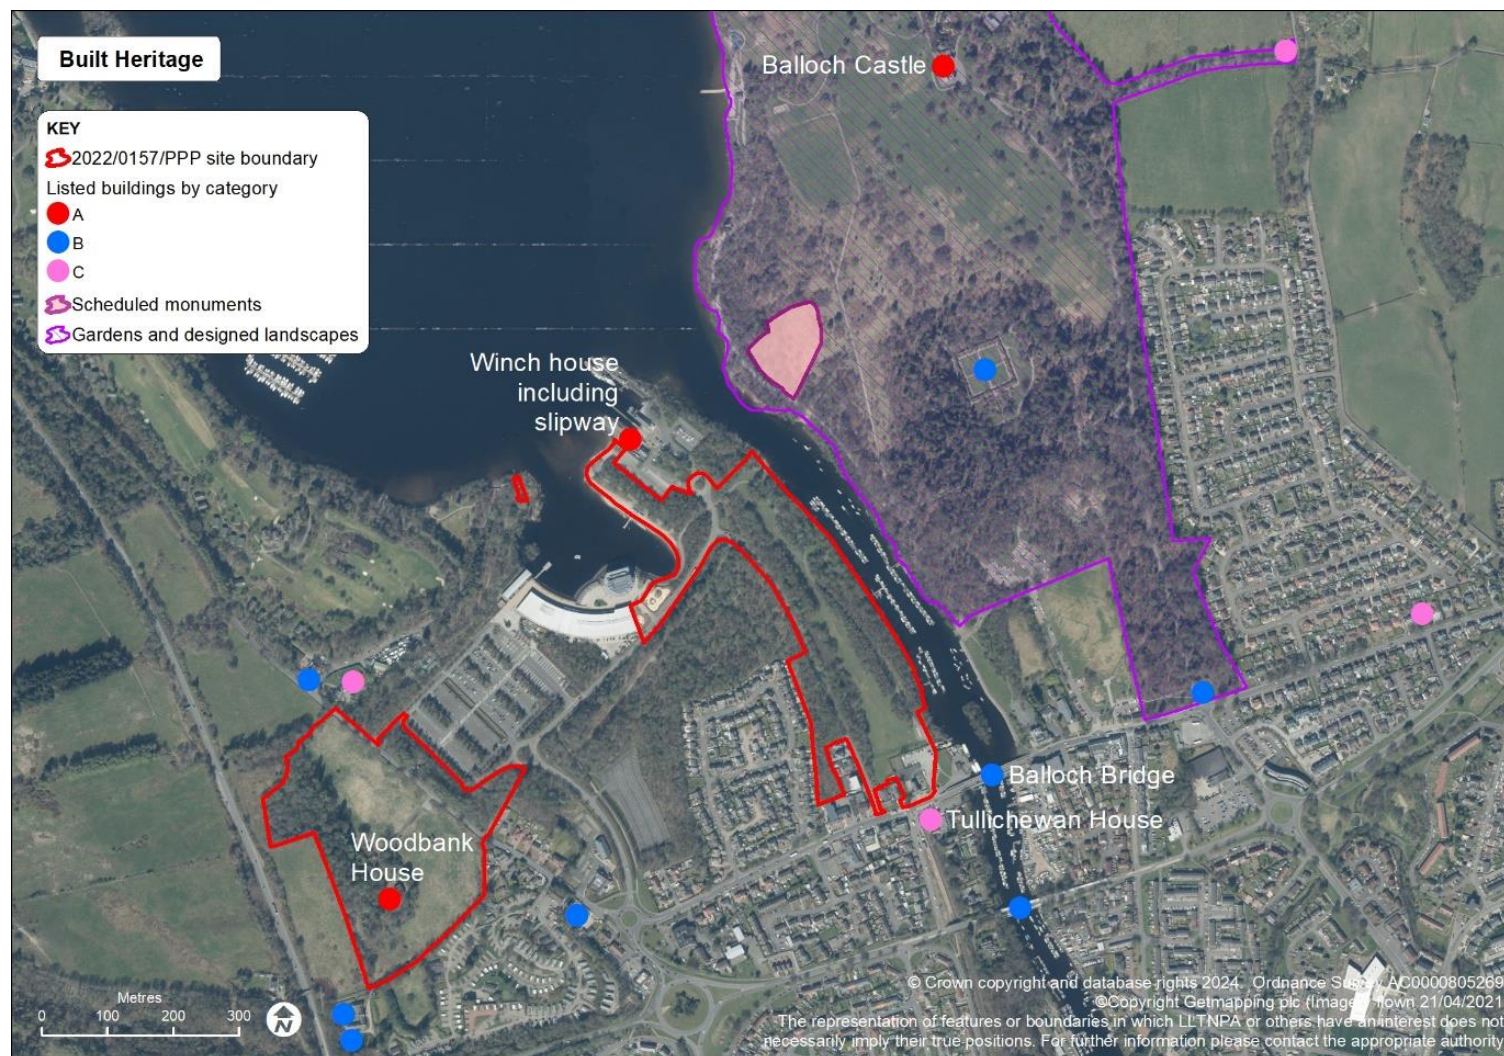 Built Heritage
KEY
2022/0157/PPP site boundary
Listed buildings by category
A
B
C
Scheduled monuments
Gardens and designed landscapes
Balloch Castle
Winch house
including
slipway
Woodbank
House
Balloch Bridge
Tullichewan House
Metres
0 100 200 300
N
© Crown copyright and database rights 2024. Ordnance Survey AC0000805269
©Copyright Getmapping plc (Imagery flown 21/04/2021
The representation of features or boundaries in which LLTNPA or others have an interest does not
necessarily imply their true positions. For further information please contact the appropriate authority